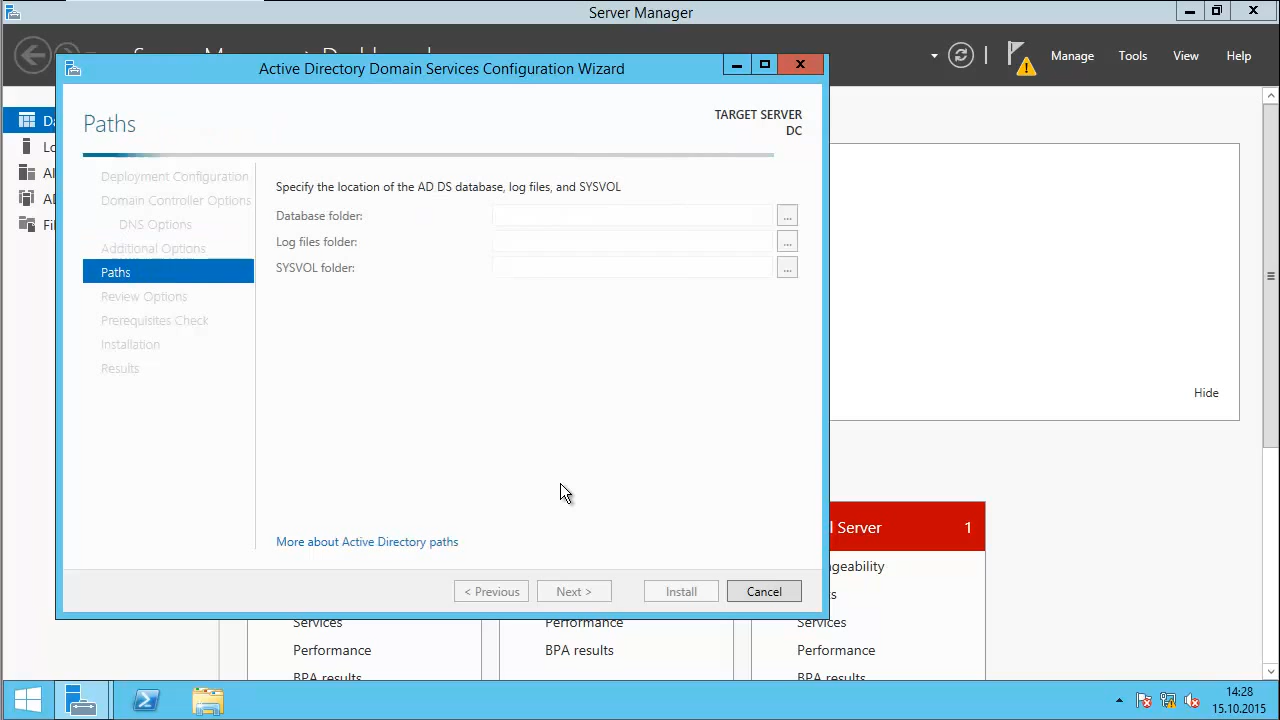 Server Manager
Manage
Tools
View
Help
Active Directory Domain Services Configuration Wizard
Paths
TARGET SERVER
DC
Deployment Configuration
Domain Controller Options
DNS Options
Additional Options
Paths
Review Options
Prerequisites Check
Installation
Results
Specify the location of the AD DS database, log files, and SYSVOL
Database folder:
...
Log files folder:
...
SYSVOL folder:
...
More about Active Directory paths
< Previous
Next >
Install
Cancel
Hide
Server 1
Services
Performance
BPA results
Performance
BPA results
Services
Performance
BPA results
14:28
15.10.2015